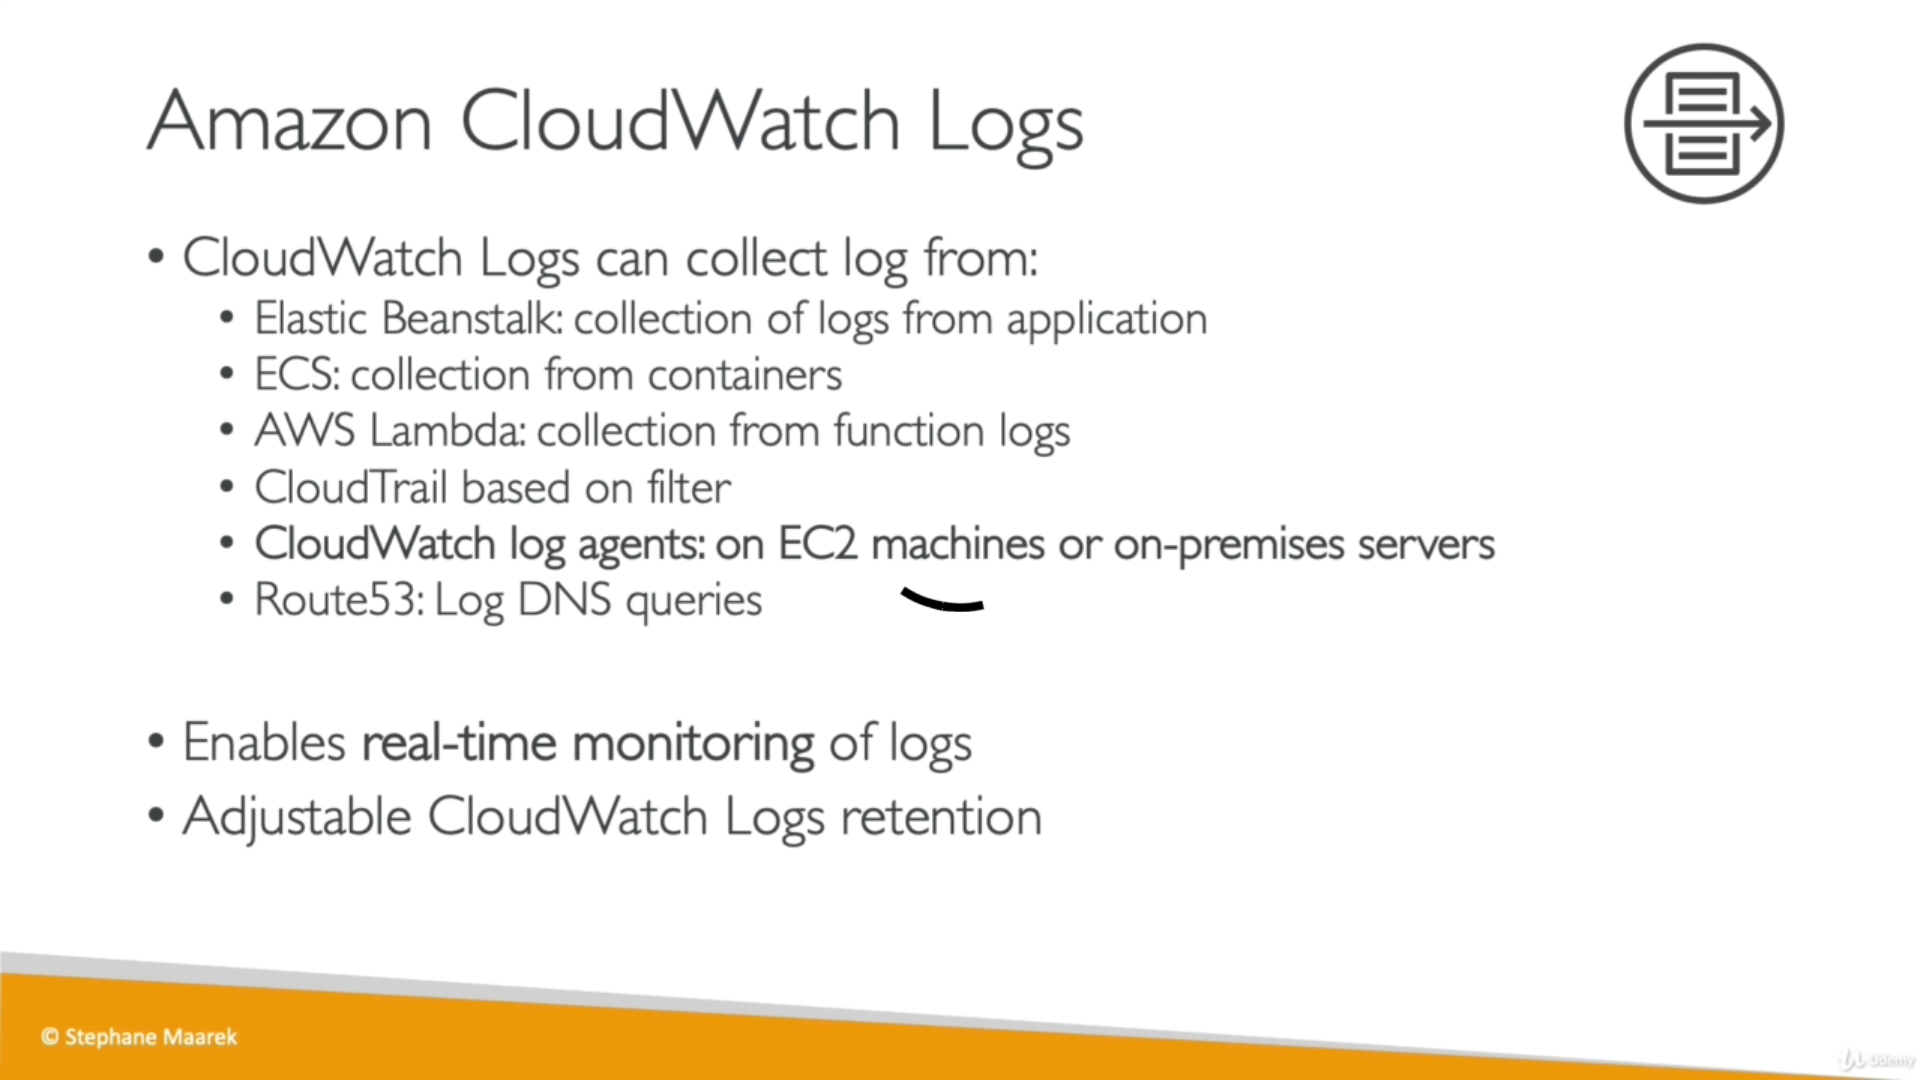 Amazon CloudWatch Logs
• CloudWatch Logs can collect log from:
• Elastic Beanstalk: collection of logs from application
• ECS: collection from containers
• AWS Lambda: collection from function logs
• CloudTrail based on filter
• CloudWatch log agents: on EC2 machines or on-premises servers
• Route53: Log DNS queries
• Enables real-time monitoring of logs
• Adjustable CloudWatch Logs retention
© Stephane Maarek
Udemy